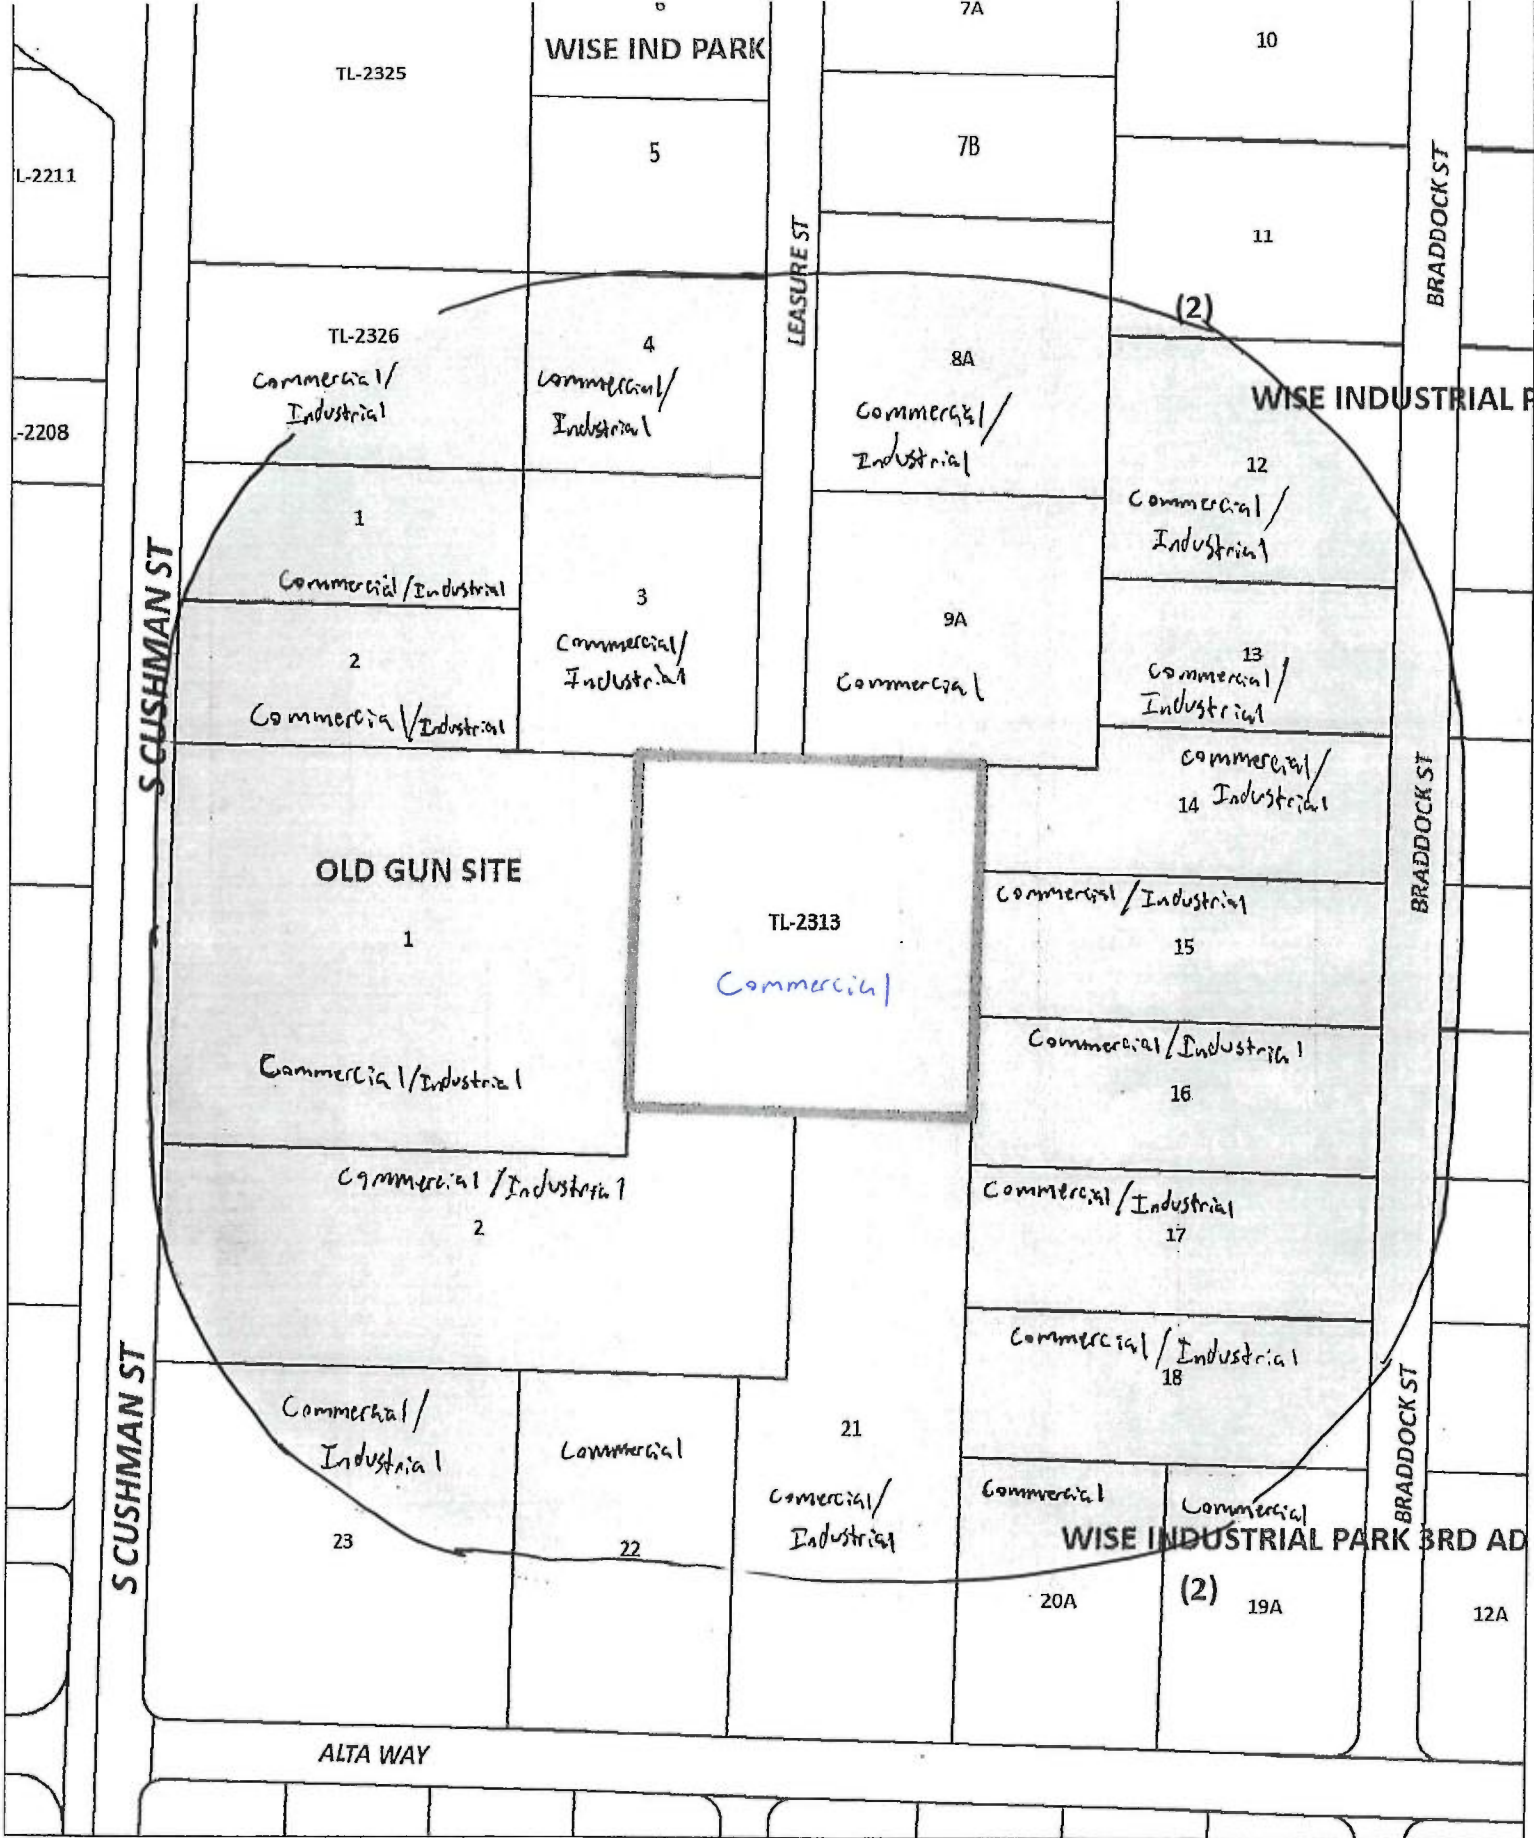 6
7A
10
WISE IND PARK
TL-2325
5
7B
BRADDOCK ST
L-2211
11
LEASURE ST
(2)
TL-2326
4
8A
Commercial/
Industrial
Commercial/
Industrial
Commercial/
Industrial
WISE INDUSTRIAL P
-2208
12
Commercial/
Industrial
1
Commercial/Industrial
S CUSHMAN ST
3
Commercial/
Industrial
9A
Commercial
2
Commercial/Industrial
13
Commercial/
Industrial
Commercial/
14 Industrial
BRADDOCK ST
OLD GUN SITE
1
Commercial/Industrial
TL-2313
Commercial
Commercial/Industrial
15
Commercial/Industrial
16
Commercial/Industrial
2
Commercial/Industrial
17
Commercial/Industrial
18
S CUSHMAN ST
BRADDOCK ST
Commercial/
Industrial
23
Commercial
22
21
Comercial/
Industrial
Commercial
Commercial
WISE INDUSTRIAL PARK 3RD AD
(2)
20A
19A
12A
ALTA WAY